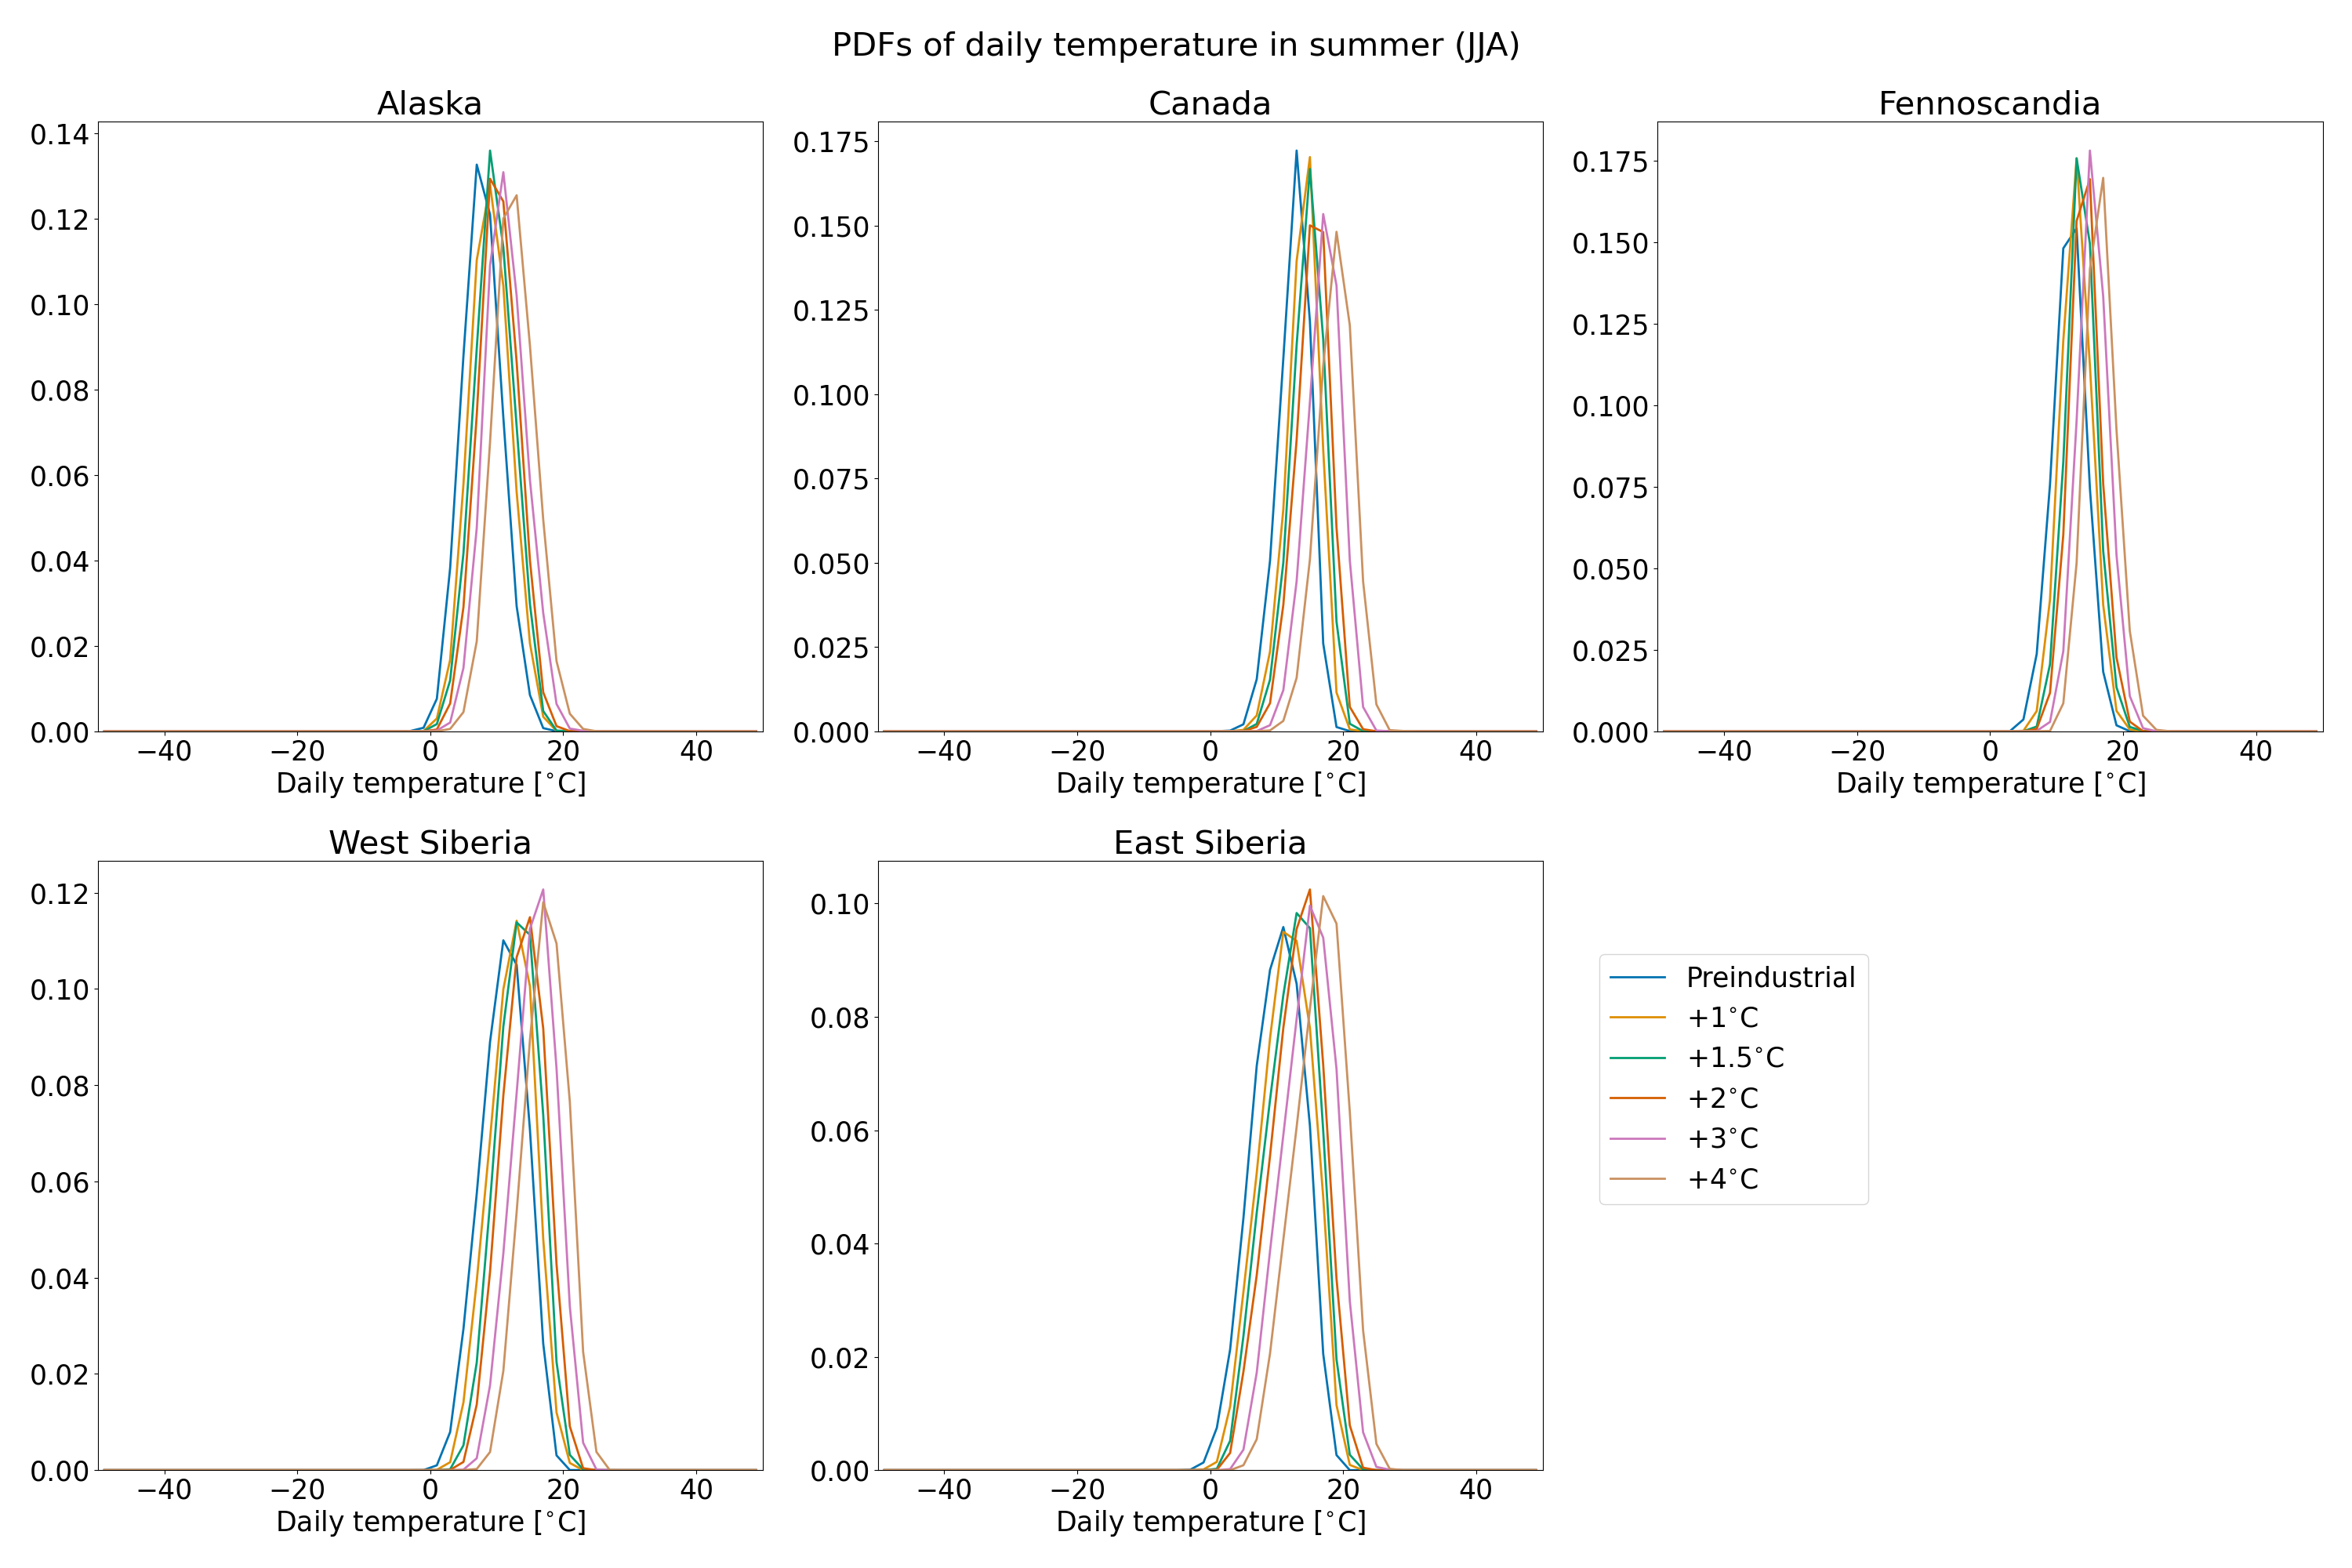 PDFs of daily temperature in summer (JJA)
Alaska
0.14
0.12
0.10
0.08
0.06
0.04
0.02
0.00
−40 −20 0 20 40
Daily temperature [°C]
Canada
0.175
0.150
0.125
0.100
0.075
0.050
0.025
0.000
−40 −20 0 20 40
Daily temperature [°C]
Fennoscandia
0.175
0.150
0.125
0.100
0.075
0.050
0.025
0.000
−40 −20 0 20 40
Daily temperature [°C]
West Siberia
0.12
0.10
0.08
0.06
0.04
0.02
0.00
−40 −20 0 20 40
Daily temperature [°C]
East Siberia
0.10
0.08
0.06
0.04
0.02
0.00
−40 −20 0 20 40
Daily temperature [°C]
Preindustrial
+1°C
+1.5°C
+2°C
+3°C
+4°C